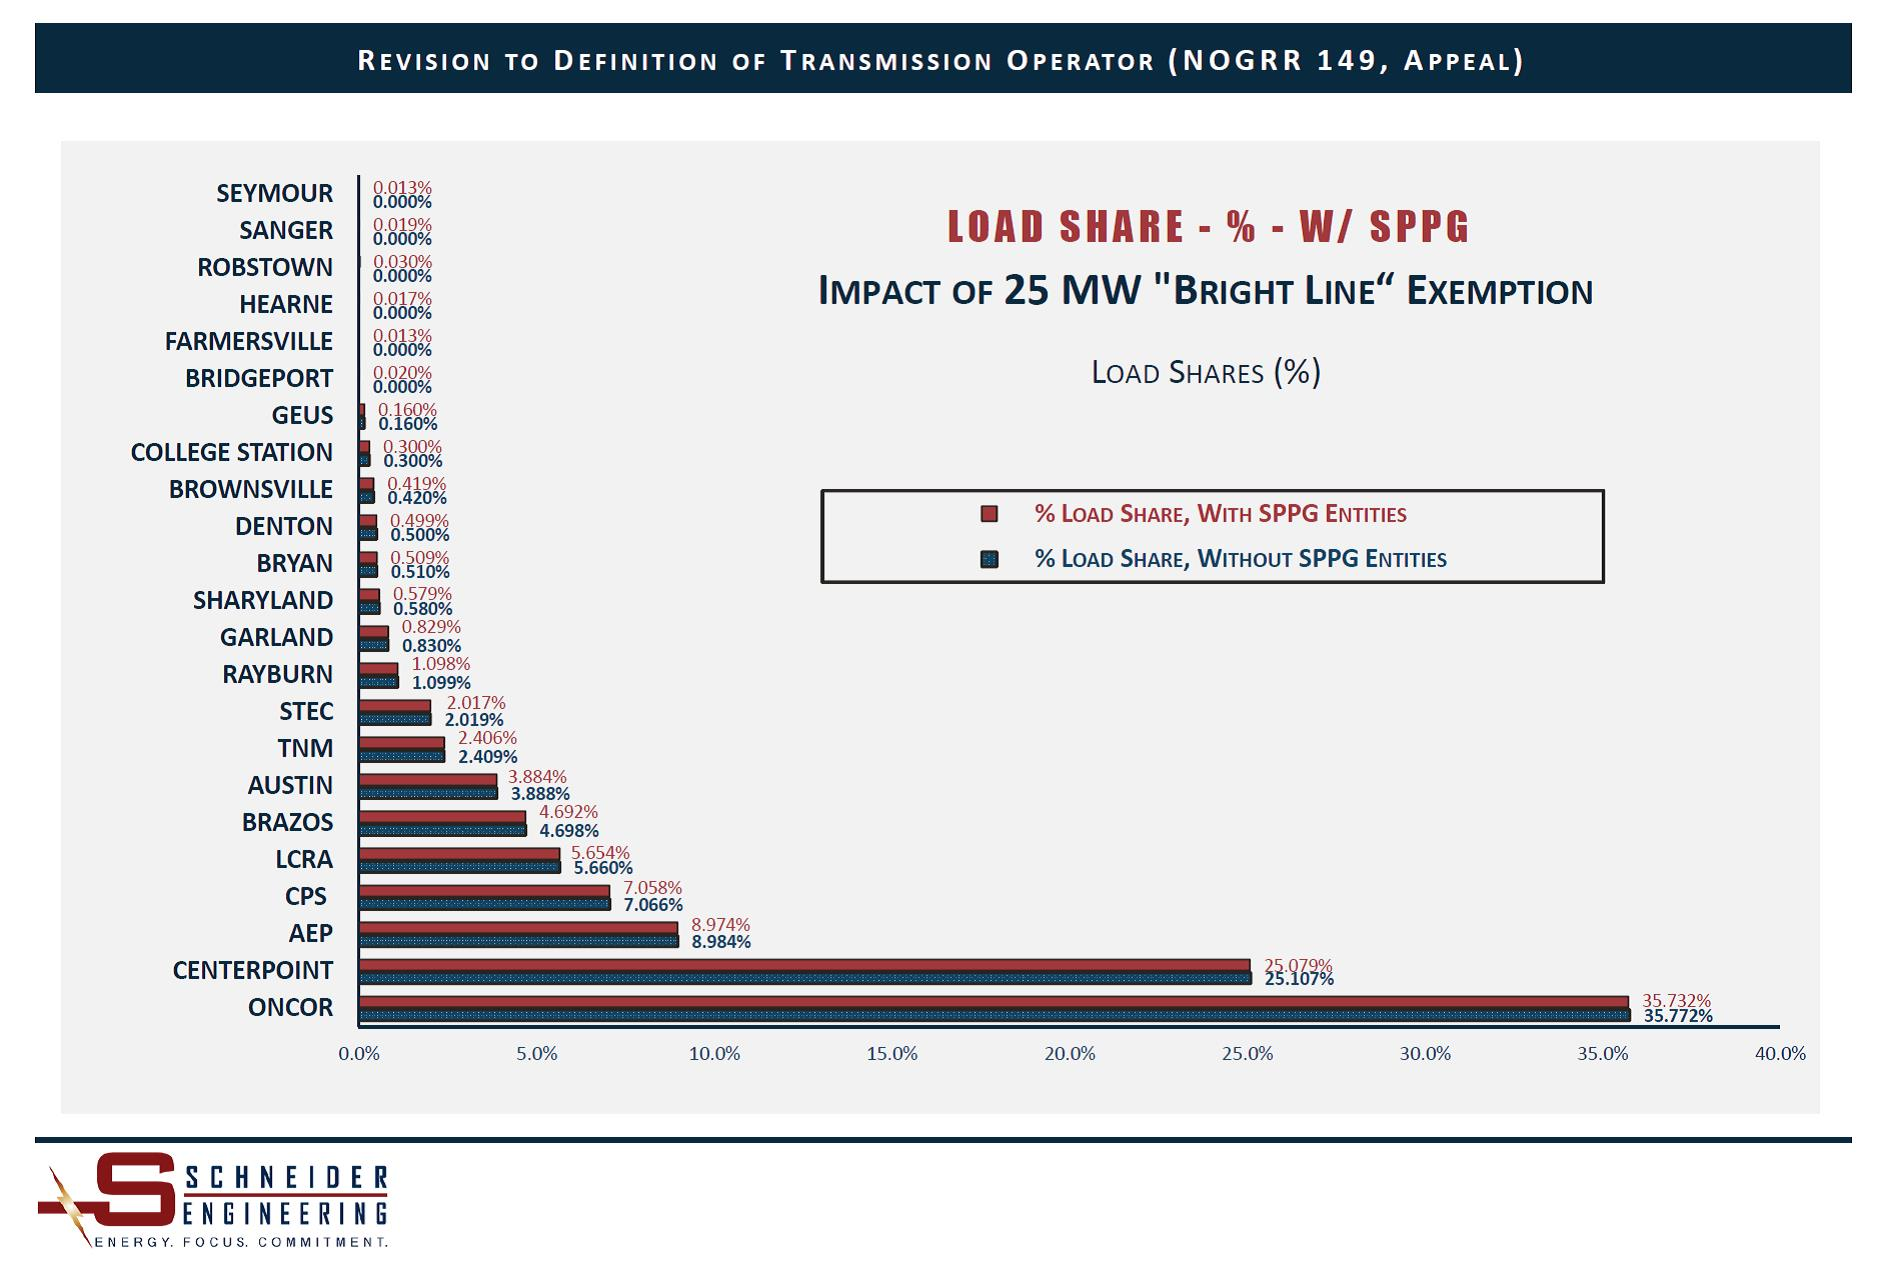 REVISION TO DEFINITION OF TRANSMISSION OPERATOR (NOGRR 149, APPEAL)
LOAD SHARE - % - W/ SPPG
IMPACT OF 25 MW "BRIGHT LINE“ EXEMPTION
LOAD SHARES (%)
% LOAD SHARE, WITH SPPG ENTITIES
% LOAD SHARE, WITHOUT SPPG ENTITIES
SEYMOUR 0.013%
0.000%
SANGER 0.019%
0.000%
ROBSTOWN 0.030%
0.000%
HEARNE 0.017%
0.000%
FARMERSVILLE 0.013%
0.000%
BRIDGEPORT 0.020%
0.000%
GEUS 0.160%
0.160%
COLLEGE STATION 0.300%
0.300%
BROWNSVILLE 0.419%
0.420%
DENTON 0.499%
0.500%
BRYAN 0.509%
0.510%
SHARYLAND 0.579%
0.580%
GARLAND 0.829%
0.830%
RAYBURN 1.098%
1.099%
STEC 2.017%
2.019%
TNM 2.406%
2.409%
AUSTIN 3.884%
3.888%
BRAZOS 4.692%
4.698%
LCRA 5.654%
5.660%
CPS 7.058%
7.066%
AEP 8.974%
8.984%
CENTERPOINT 25.079%
25.107%
ONCOR 35.732%
35.772%
0.0% 5.0% 10.0% 15.0% 20.0% 25.0% 30.0% 35.0% 40.0%
S SCHNEIDER
ENGINEERING
ENERGY. FOCUS. COMMITMENT.